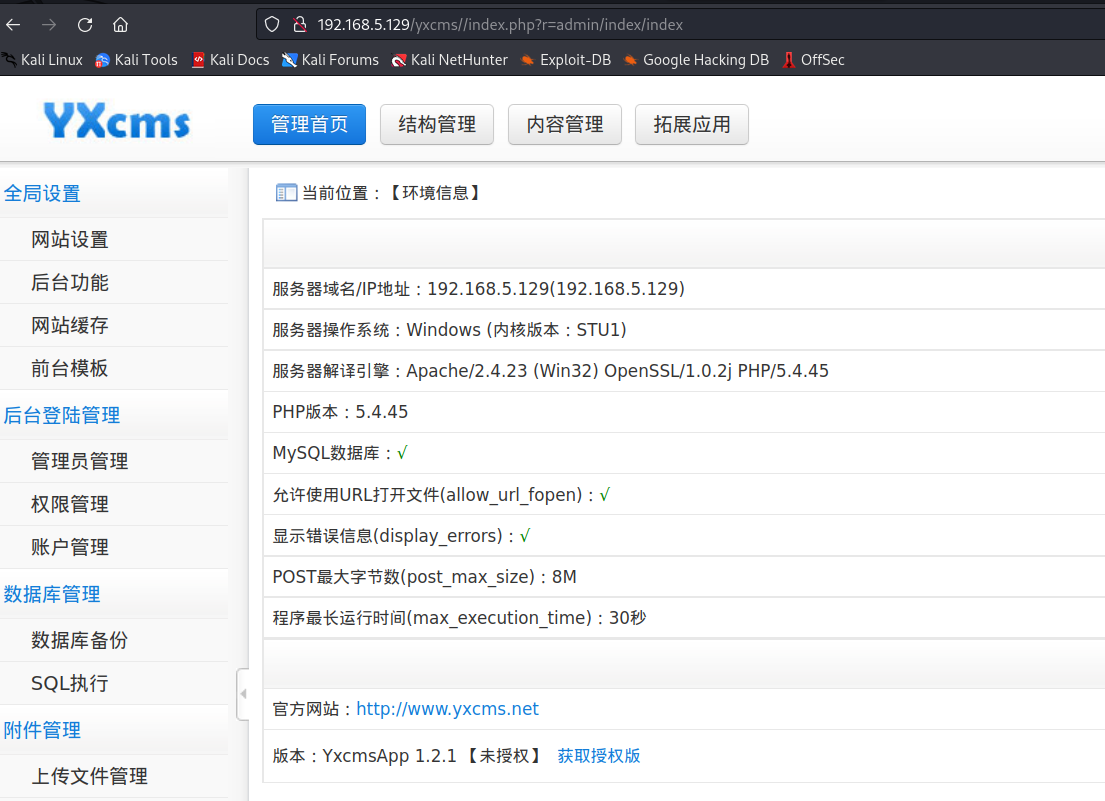 192.168.5.129/yxcms//index.php?r=admin/index/index
Kali Linux Kali Tools Kali Docs Kali Forums Kali NetHunter Exploit-DB Google Hacking DB OffSec
YXcms 管理首页 结构管理 内容管理 拓展应用
全局设置
网站设置
后台功能
网站缓存
前台模板
后台登陆管理
管理员管理
权限管理
账户管理
数据库管理
数据库备份
SQL执行
附件管理
上传文件管理
当前位置：【环境信息】
服务器域名/IP地址：192.168.5.129(192.168.5.129)
服务器操作系统：Windows (内核版本：STU1)
服务器解译引擎：Apache/2.4.23 (Win32) OpenSSL/1.0.2j PHP/5.4.45
PHP版本：5.4.45
MySQL数据库：√
允许使用URL打开文件(allow_url_fopen)：√
显示错误信息(display_errors)：√
POST最大字节数(post_max_size)：8M
程序最长运行时间(max_execution_time)：30秒
官方网站：http://www.yxcms.net
版本：YxcmsApp 1.2.1【未授权】 获取授权版